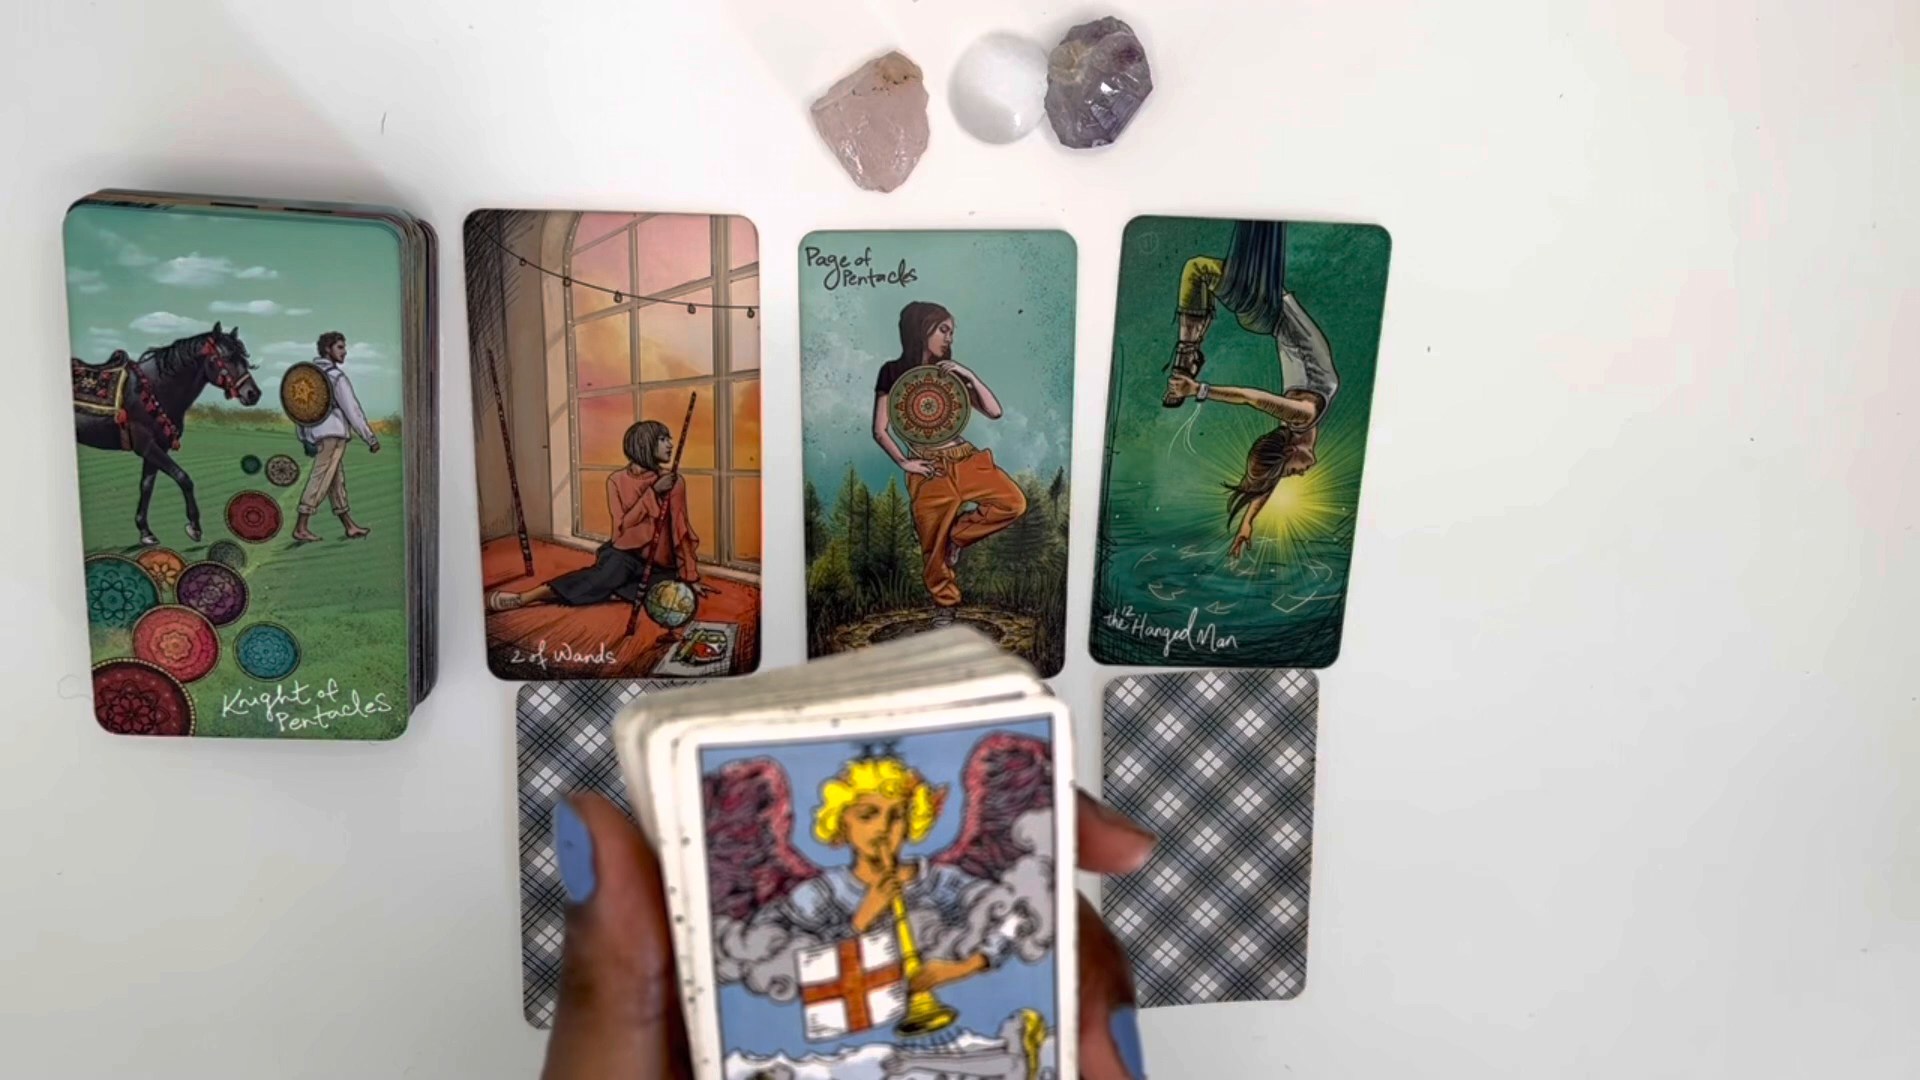 Knight of
Pentacles
2 of Wands
Page of
Pentacles
12
the Hanged Man